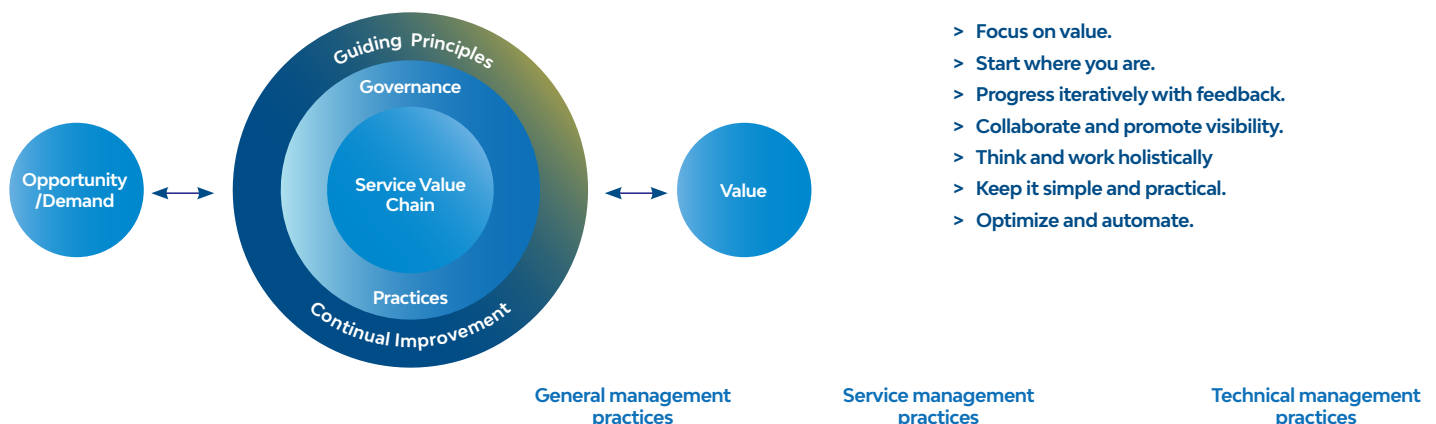 Guiding Principles
Governance
Opportunity
/Demand
Service Value
Chain
Value
Practices
Continual Improvement
> Focus on value.
> Start where you are.
> Progress iteratively with feedback.
> Collaborate and promote visibility.
> Think and work holistically
> Keep it simple and practical.
> Optimize and automate.
General management
practices
Service management
practices
Technical management
practices